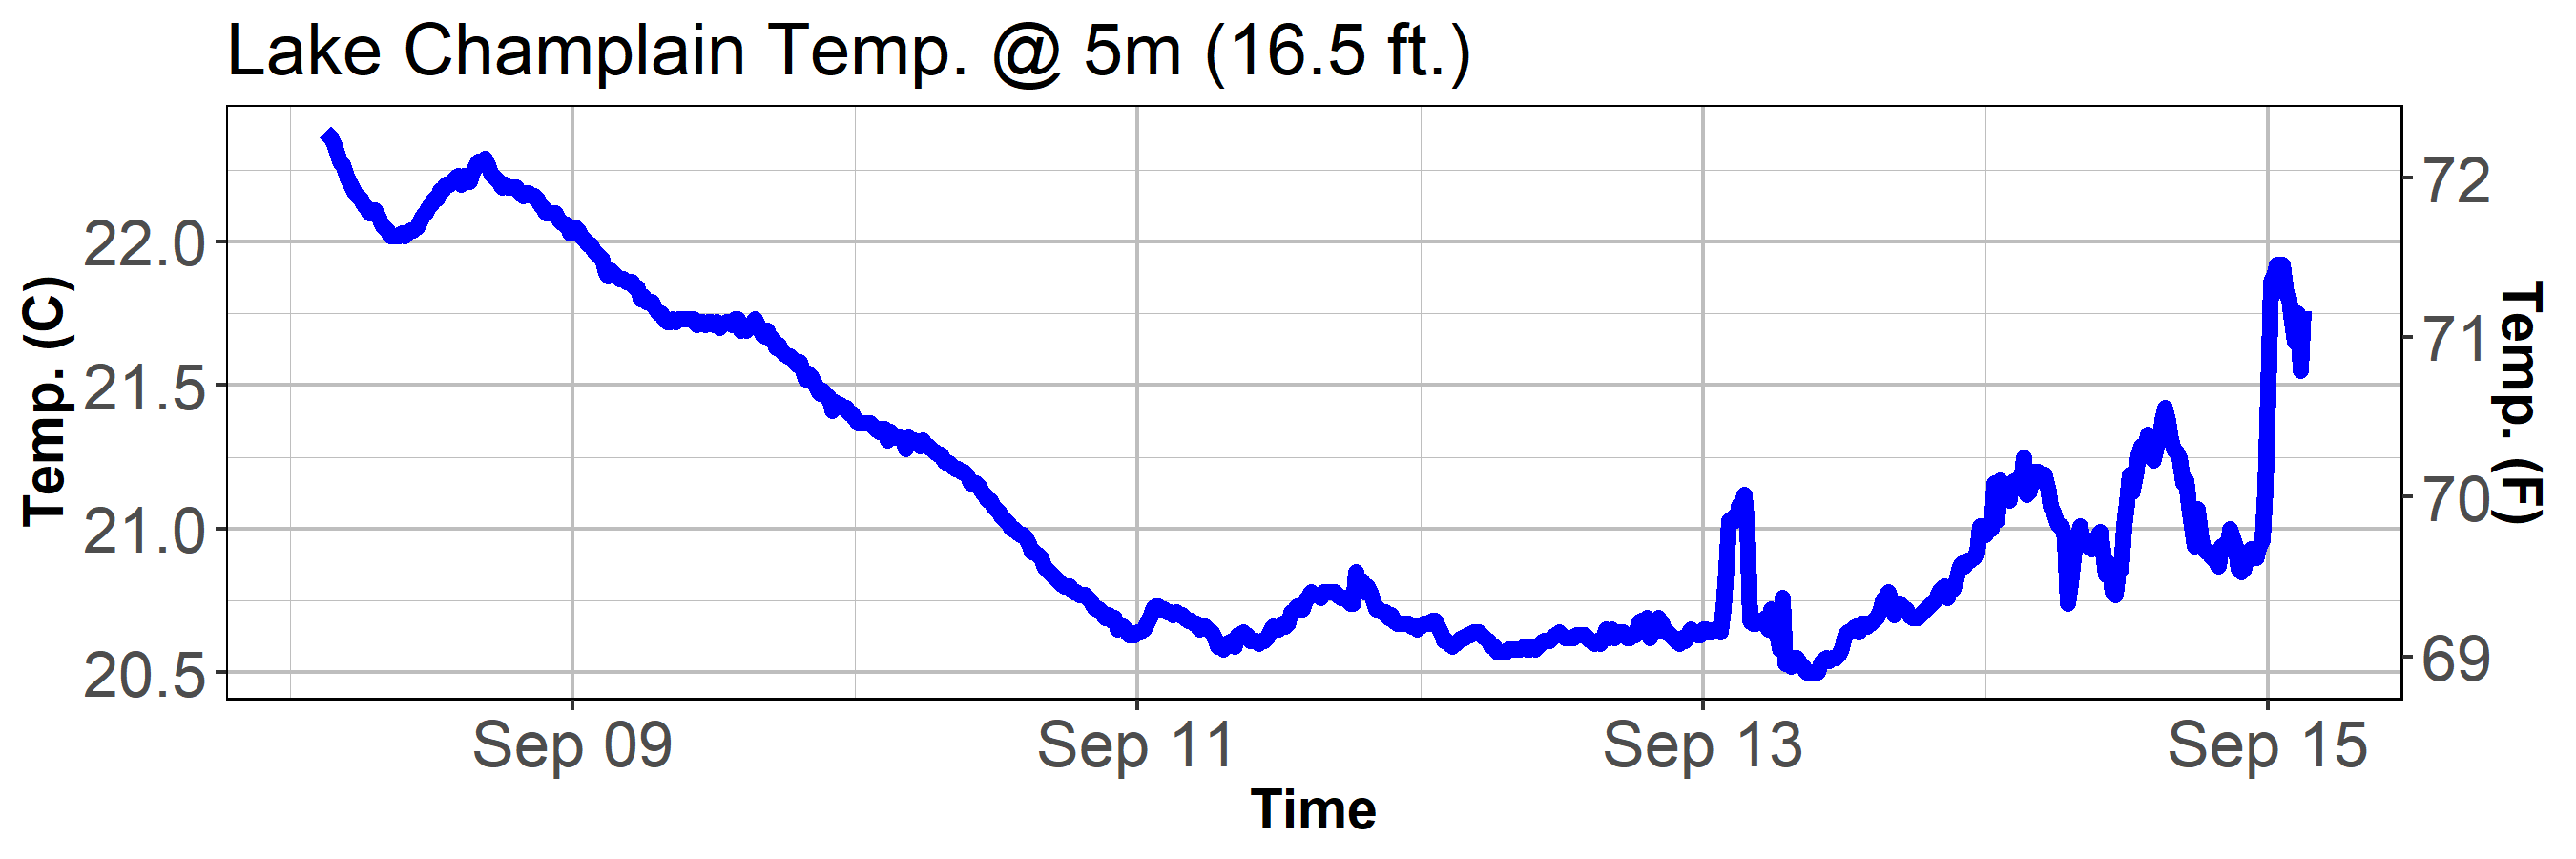 Lake Champlain Temp. @ 5m (16.5 ft.)
Temp. (C)
22.0
21.5
21.0
20.5
72
71
70
69
Temp. (F)
Sep 09 Sep 11 Sep 13 Sep 15
Time